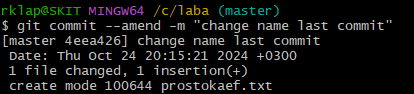 rklap@SKIT MINGW64 /c/laba (master)
$ git commit --amend -m "change name last commit"
[master 4eea426] change name last commit
 Date: Thu Oct 24 20:15:21 2024 +0300
 1 file changed, 1 insertion(+)
 create mode 100644 prostokaef.txt